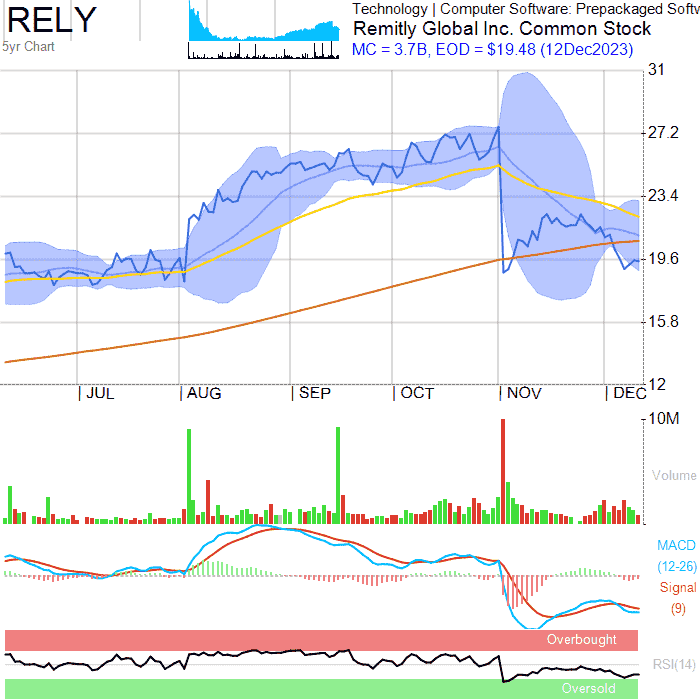 RELY
5yr Chart
Technology | Computer Software: Prepackaged Softw
Remitly Global Inc. Common Stock
MC = 3.7B, EOD = $19.48 (12Dec2023)
31
27.2
23.4
19.6
15.8
12
| JUL | AUG | SEP | OCT | NOV | DEC
10M
Volume
MACD
(12-26)
Signal
(9)
Overbought
RSI(14)
Oversold